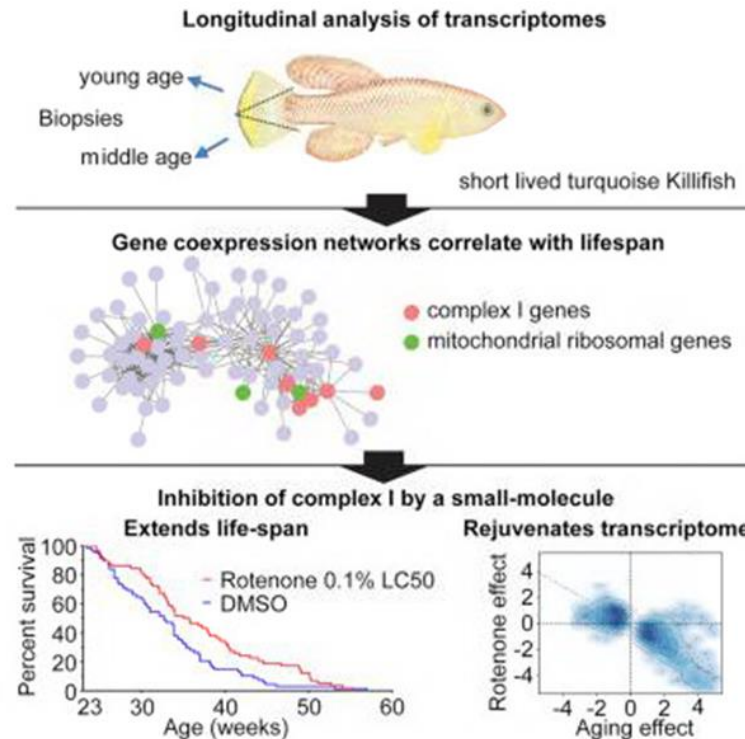 Longitudinal analysis of transcriptomes
young age
Biopsies
middle age
short lived turquoise Killifish
Gene coexpression networks correlate with lifespan
complex I genes
mitochondrial ribosomal genes
Inhibition of complex I by a small-molecule
Extends life-span
Rejuvenates transcriptome
Percent survival
100
80
60
40
20
0
Rotenone 0.1% LC50
DMSO
23 30 40 50 60
Age (weeks)
Rotenone effect
4
2
0
-2
-4
-4 -2 0 2 4
Aging effect